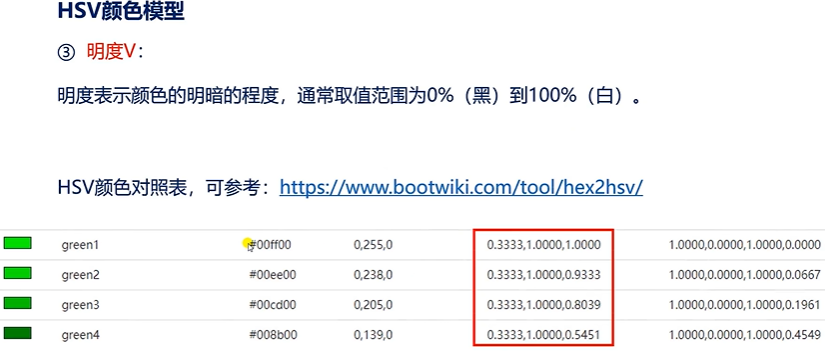 HSV颜色模型
③ 明度V：
明度表示颜色的明暗的程度，通常取值范围为0%（黑）到100%（白）。
HSV颜色对照表，可参考：https://www.bootwiki.com/tool/hex2hsv/
green1 #00ff00 0,255,0 0.3333,1.0000,1.0000 1.0000,0.0000,1.0000,0.0000
green2 #00ee00 0,238,0 0.3333,1.0000,0.9333 1.0000,0.0000,1.0000,0.0667
green3 #00cd00 0,205,0 0.3333,1.0000,0.8039 1.0000,0.0000,1.0000,0.1961
green4 #008b00 0,139,0 0.3333,1.0000,0.5451 1.0000,0.0000,1.0000,0.4549